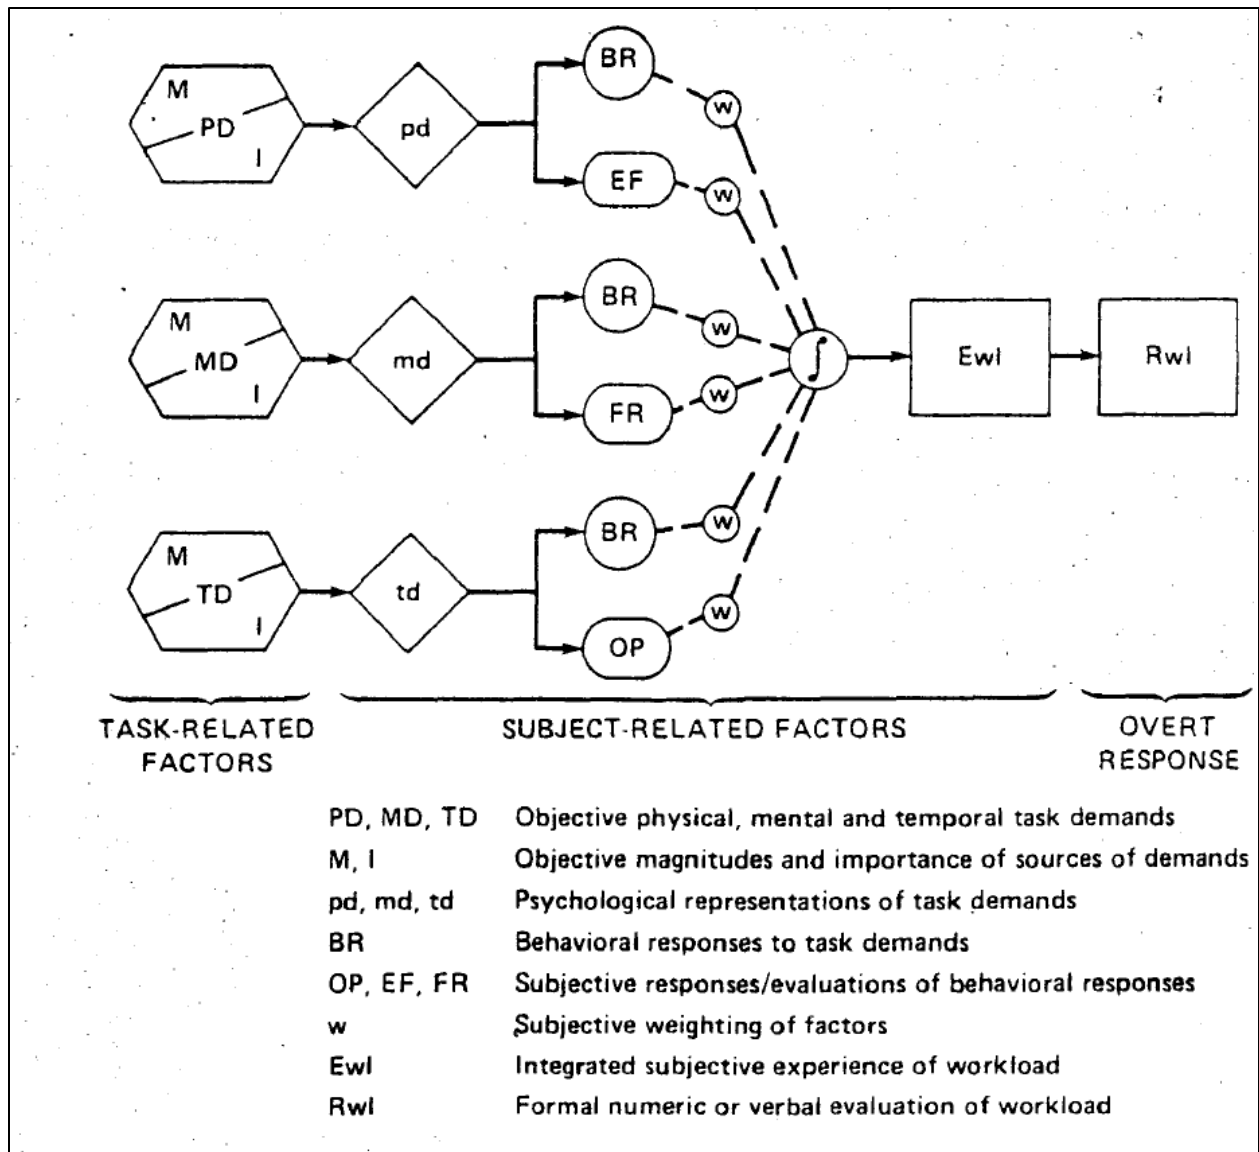 M
PD
I
pd
BR
w
EF
w
M
MD
I
md
BR
w
FR
w
∫
Ewl
Rwl
M
TD
I
td
BR
w
OP
w
TASK-RELATED
FACTORS
SUBJECT-RELATED FACTORS
OVERT
RESPONSE
PD, MD, TD Objective physical, mental and temporal task demands
M, I Objective magnitudes and importance of sources of demands
pd, md, td Psychological representations of task demands
BR Behavioral responses to task demands
OP, EF, FR Subjective responses/evaluations of behavioral responses
w Subjective weighting of factors
Ewl Integrated subjective experience of workload
Rwl Formal numeric or verbal evaluation of workload